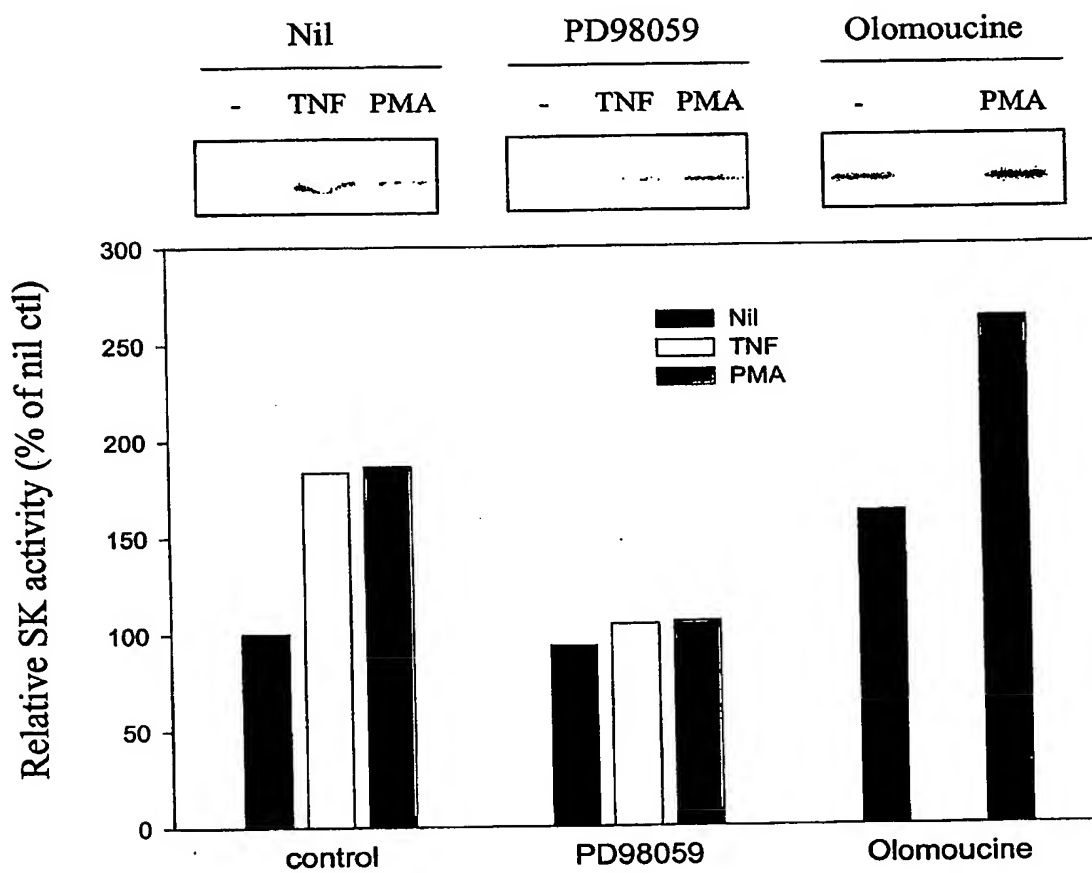 Nil PD98059 Olomoucine
- TNF PMA - TNF PMA - PMA
Relative SK activity (% of nil ctl)
300
250
200
150
100
50
0
Nil
TNF
PMA
control PD98059 Olomoucine